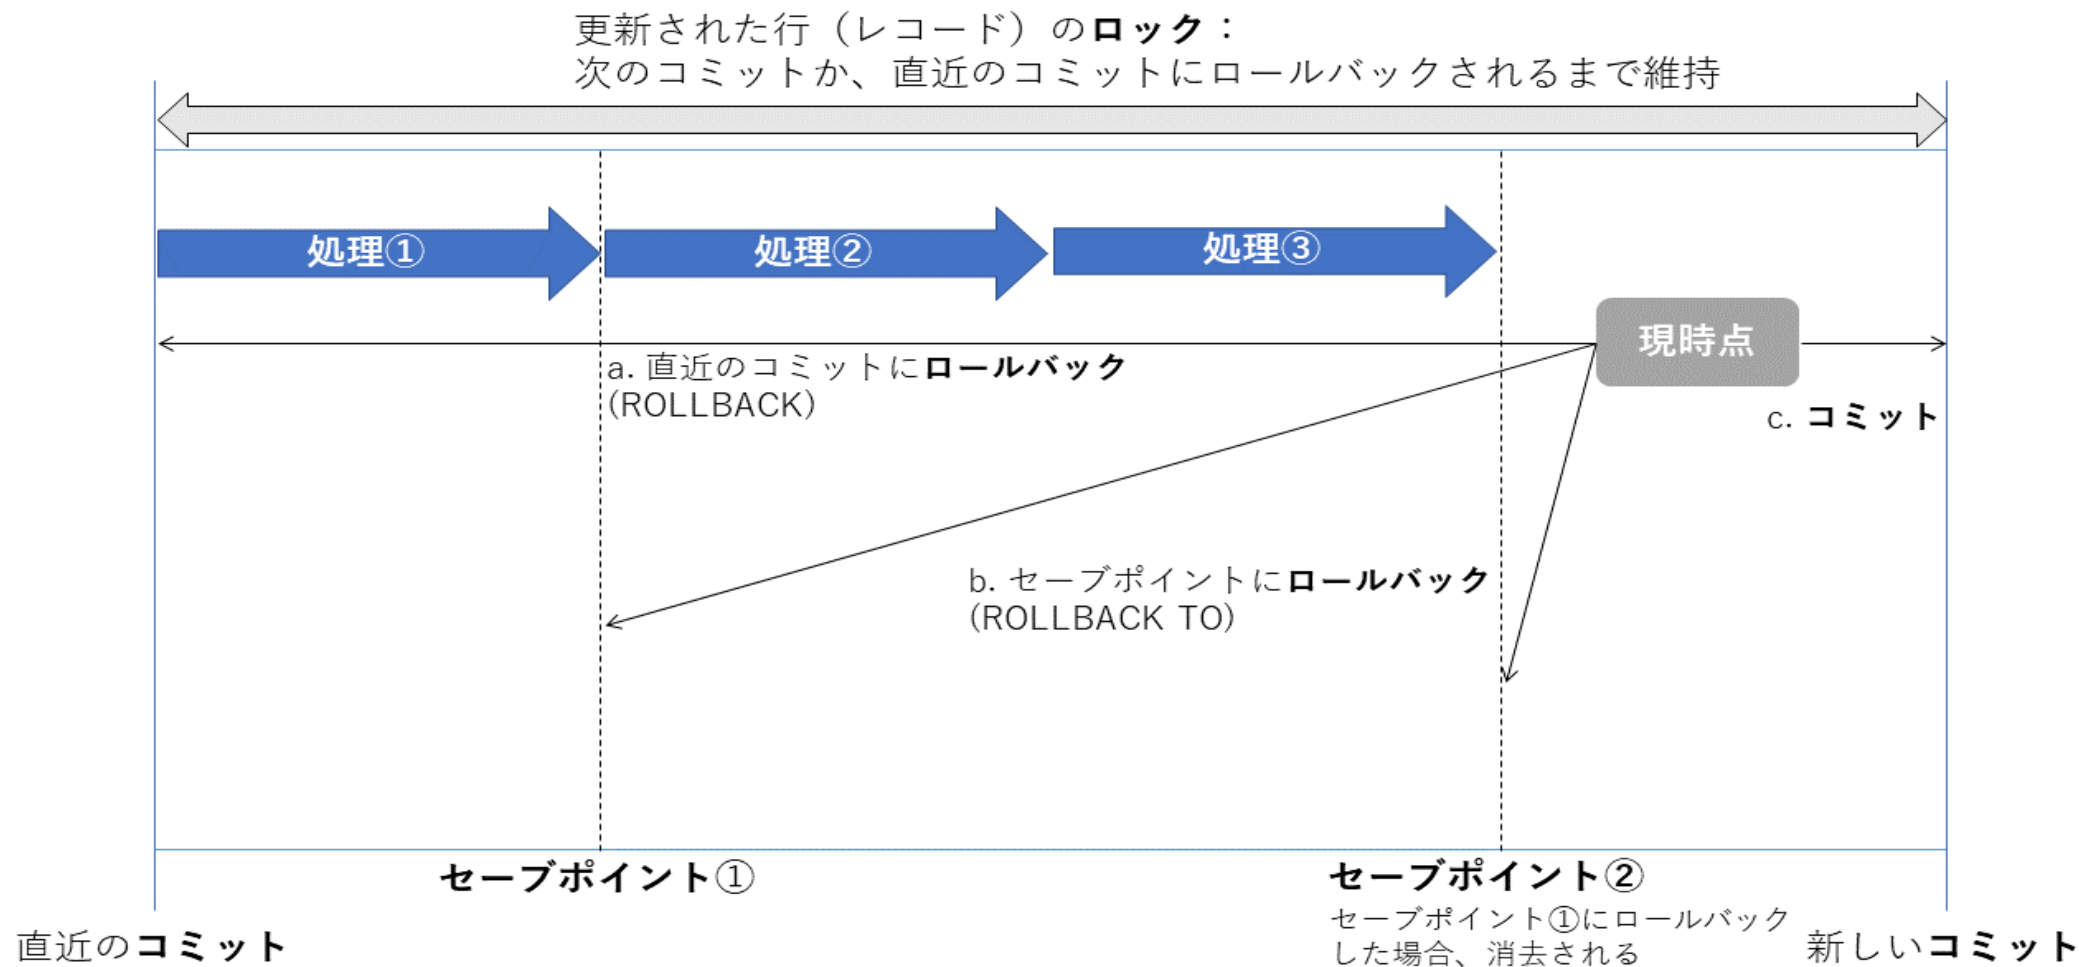 更新された行（レコード）のロック：
次のコミットか、直近のコミットにロールバックされるまで維持
処理①
処理②
処理③
現時点
a. 直近のコミットにロールバック
(ROLLBACK)
c. コミット
b. セーブポイントにロールバック
(ROLLBACK TO)
セーブポイント①
セーブポイント②
セーブポイント①にロールバック
した場合、消去される
直近のコミット
新しいコミット